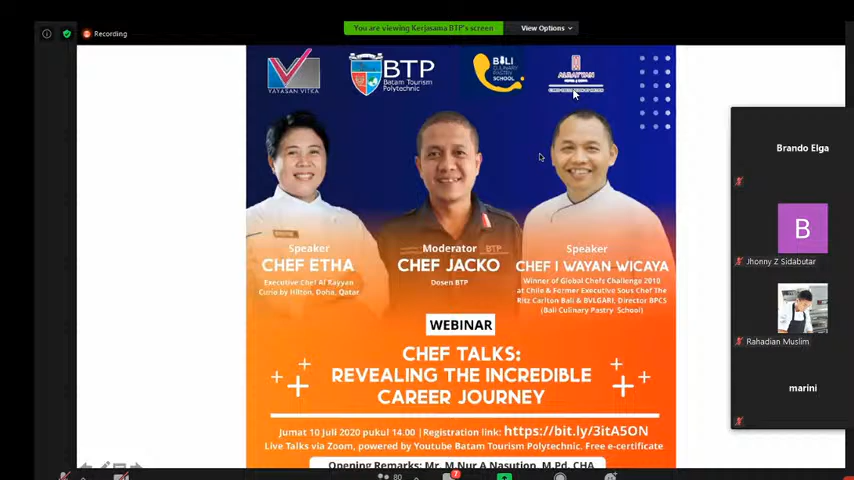 You are viewing Kerjasama BTP's screen
View Options
Recording
YAYASAN VITKA
BTP
Batam Tourism
Polytechnic
BALI
CULINARY
PASTRY
SCHOOL
ALRAYYAN
Brando Elga
B
Jhonny Z Sidabutar
Rahadian Muslim
marini
Speaker
CHEF ETHA
Executive Chef Al Rayyan
Curio by Hilton, Doha, Qatar
Moderator
CHEF JACKO
Dosen BTP
BTP
Speaker
CHEF I WAYAN WICAYA
Winner of Global Chefs Challenge 2010
at Chile & Former Executive Sous Chef The
Ritz Carlton Bali & BVLGARI, Director BPCS
(Bali Culinary Pastry School)
WEBINAR
CHEF TALKS:
REVEALING THE INCREDIBLE
CAREER JOURNEY
Jumat 10 Juli 2020 pukul 14.00 |Registration link: https://bit.ly/3itA5ON
Live Talks via Zoom, powered by Youtube Batam Tourism Polytechnic. Free e-certificate
Opening Remarks: Mr. M.Nur A Nasution, M.Pd, CHA
80
7